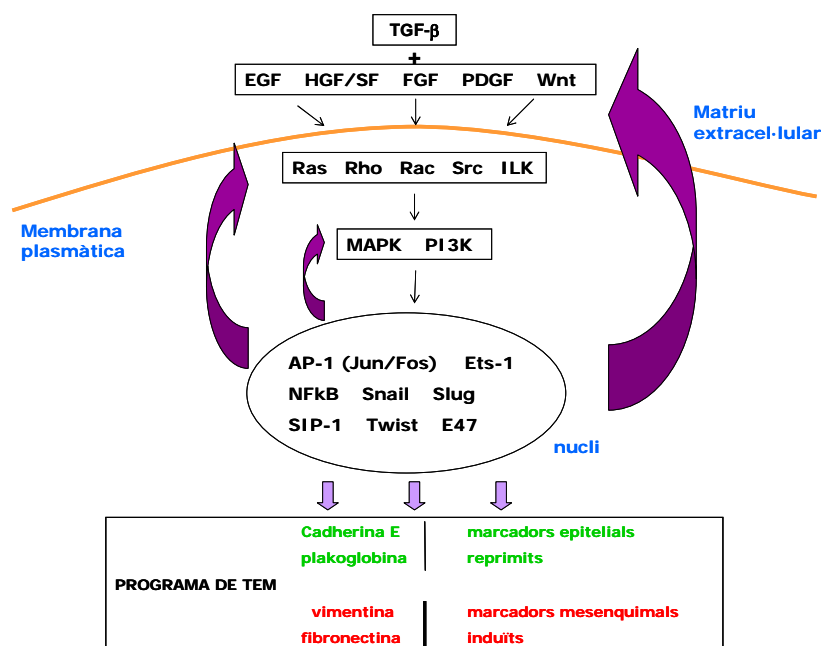 TGF-β
+
EGF HGF/SF FGF PDGF Wnt
Matriu
extracel·lular
Ras Rho Rac Src ILK
Membrana
plasmàtica
MAPK PI3K
AP-1 (Jun/Fos) Ets-1
NFkB Snail Slug
SIP-1 Twist E47
nucli
Cadherina E marcadors epitelials
plakoglobina reprimits
PROGRAMA DE TEM
vimentina marcadors mesenquimals
fibronectina induïts